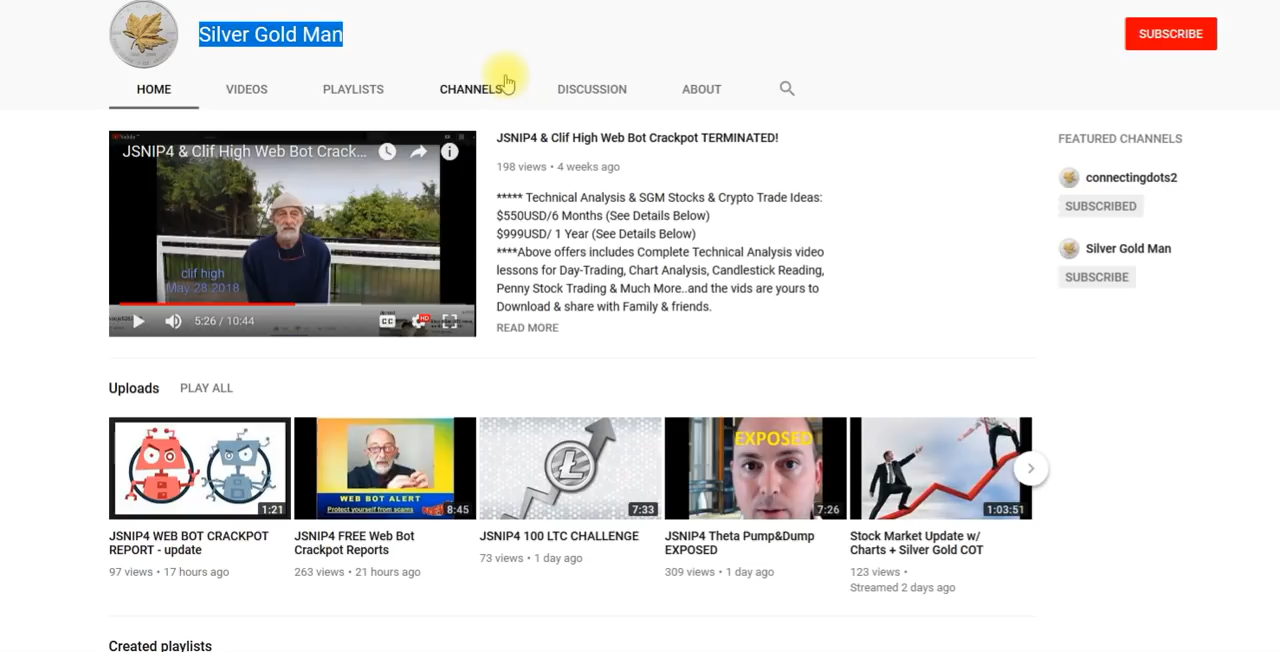 Silver Gold Man
SUBSCRIBE
HOME
VIDEOS
PLAYLISTS
CHANNELS
DISCUSSION
ABOUT
JSNIP4 & Clif High Web Bot Crack...
clif high
May 28 2018
5:26 / 10:44
CC
HD
JSNIP4 & Clif High Web Bot Crackpot TERMINATED!
198 views • 4 weeks ago
***** Technical Analysis & SGM Stocks & Crypto Trade Ideas:
$550USD/6 Months (See Details Below)
$999USD/ 1 Year (See Details Below)
****Above offers includes Complete Technical Analysis video
lessons for Day-Trading, Chart Analysis, Candlestick Reading,
Penny Stock Trading & Much More..and the vids are yours to
Download & share with Family & friends.
READ MORE
FEATURED CHANNELS
connectingdots2
SUBSCRIBED
Silver Gold Man
SUBSCRIBE
Uploads
PLAY ALL
1:21
JSNIP4 WEB BOT CRACKPOT
REPORT - update
97 views • 17 hours ago
WEB BOT ALERT
Protect yourself from scams
8:45
JSNIP4 FREE Web Bot
Crackpot Reports
263 views • 21 hours ago
7:33
JSNIP4 100 LTC CHALLENGE
73 views • 1 day ago
EXPOSED
7:26
JSNIP4 Theta Pump&Dump
EXPOSED
309 views • 1 day ago
1:03:51
Stock Market Update w/
Charts + Silver Gold COT
123 views •
Streamed 2 days ago
Created playlists